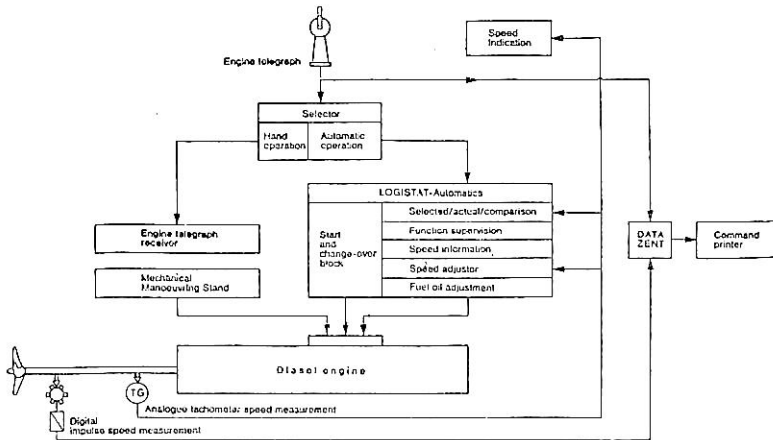 Speed
Indication
Engine telegraph
Selector
Hand
operation
Automatic
operation
LOGISTAT-Automatics
Start
and
change-over
block
Selected/actual/comparison
Function supervision
Speed information
Speed adjustor
Fuel oil adjustment
Engine telegraph
receivor
Mechanical
Manoeuvring Stand
DATA
ZENT
Command
printer
Diesel engine
TG
Analogue tachometer speed measurement
Digital
impulse speed measurement